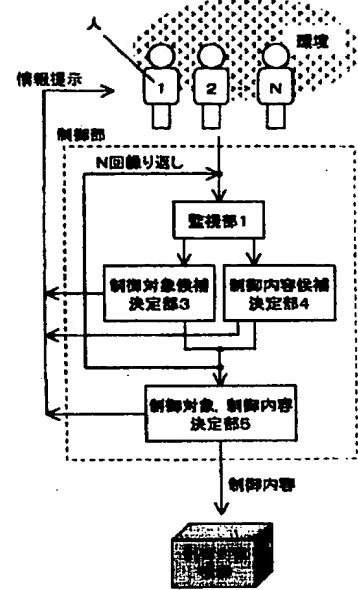 人
環境
情報提示
1
2
N
制御部
N回繰り返し
監視部1
制御対象候補
決定部3
制御内容候補
決定部4
制御対象,制御内容
決定部5
制御内容